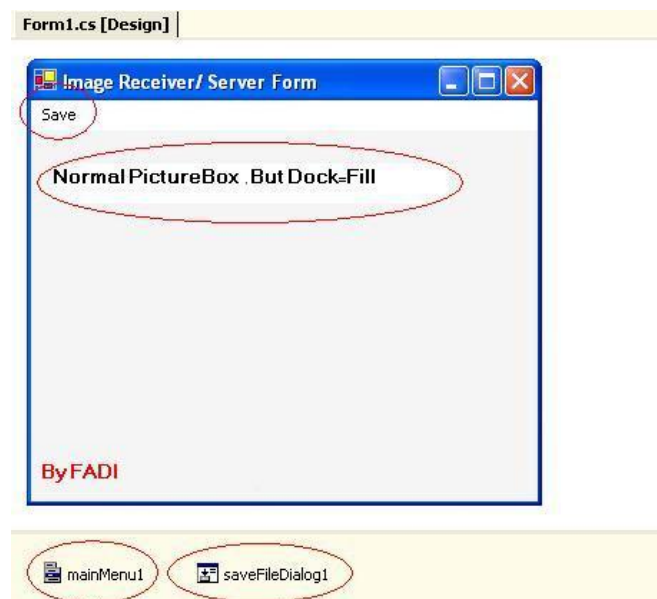 Form1.cs [Design]
Image Receiver/ Server Form
Save
Normal PictureBox , But Dock=Fill
By FADI
mainMenu1 saveFileDialog1